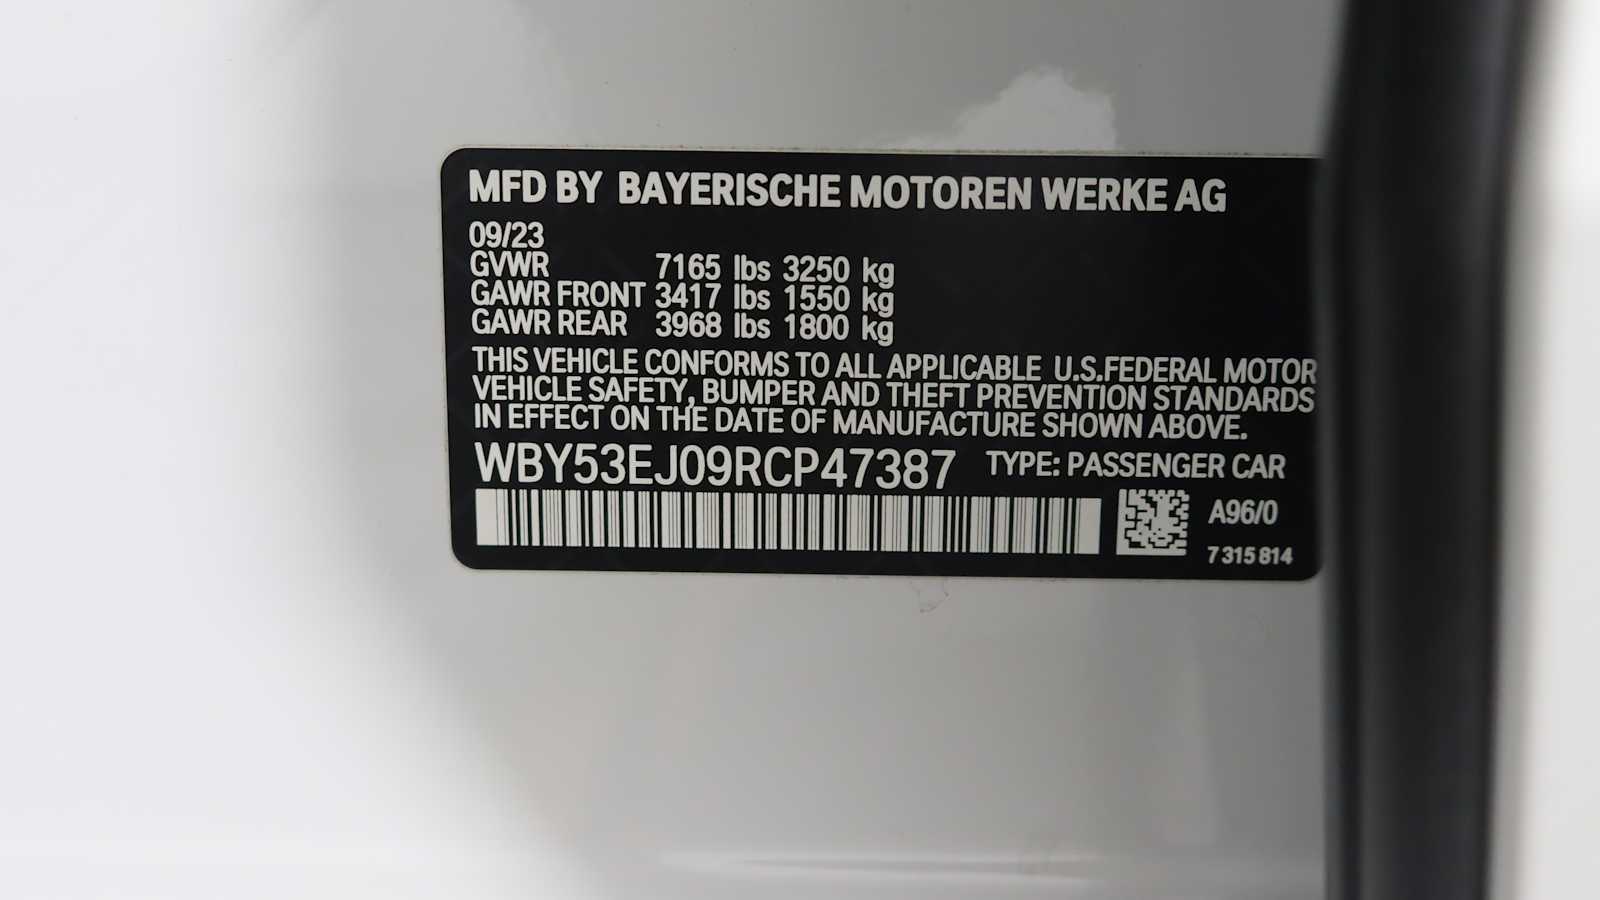 MFD BY BAYERISCHE MOTOREN WERKE AG
09/23
GVWR 7165 lbs 3250 kg
GAWR FRONT 3417 lbs 1550 kg
GAWR REAR 3968 lbs 1800 kg
THIS VEHICLE CONFORMS TO ALL APPLICABLE U.S.FEDERAL MOTOR
VEHICLE SAFETY, BUMPER AND THEFT PREVENTION STANDARDS
IN EFFECT ON THE DATE OF MANUFACTURE SHOWN ABOVE.
WBY53EJ09RCP47387 TYPE: PASSENGER CAR
A96/0
7 315 814